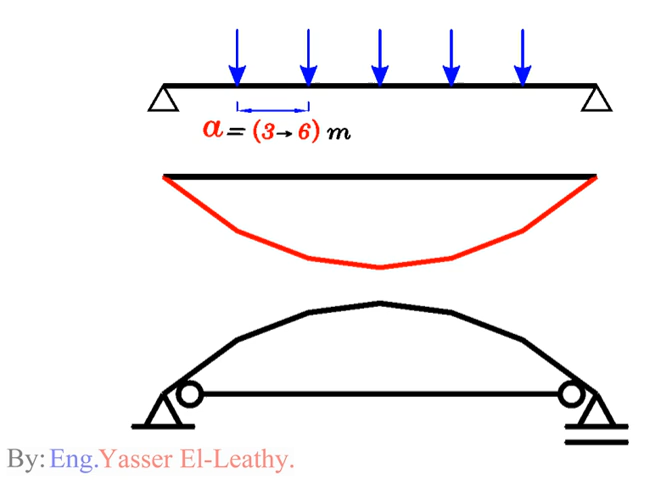 a = (3→6) m
By: Eng.Yasser El-Leathy.